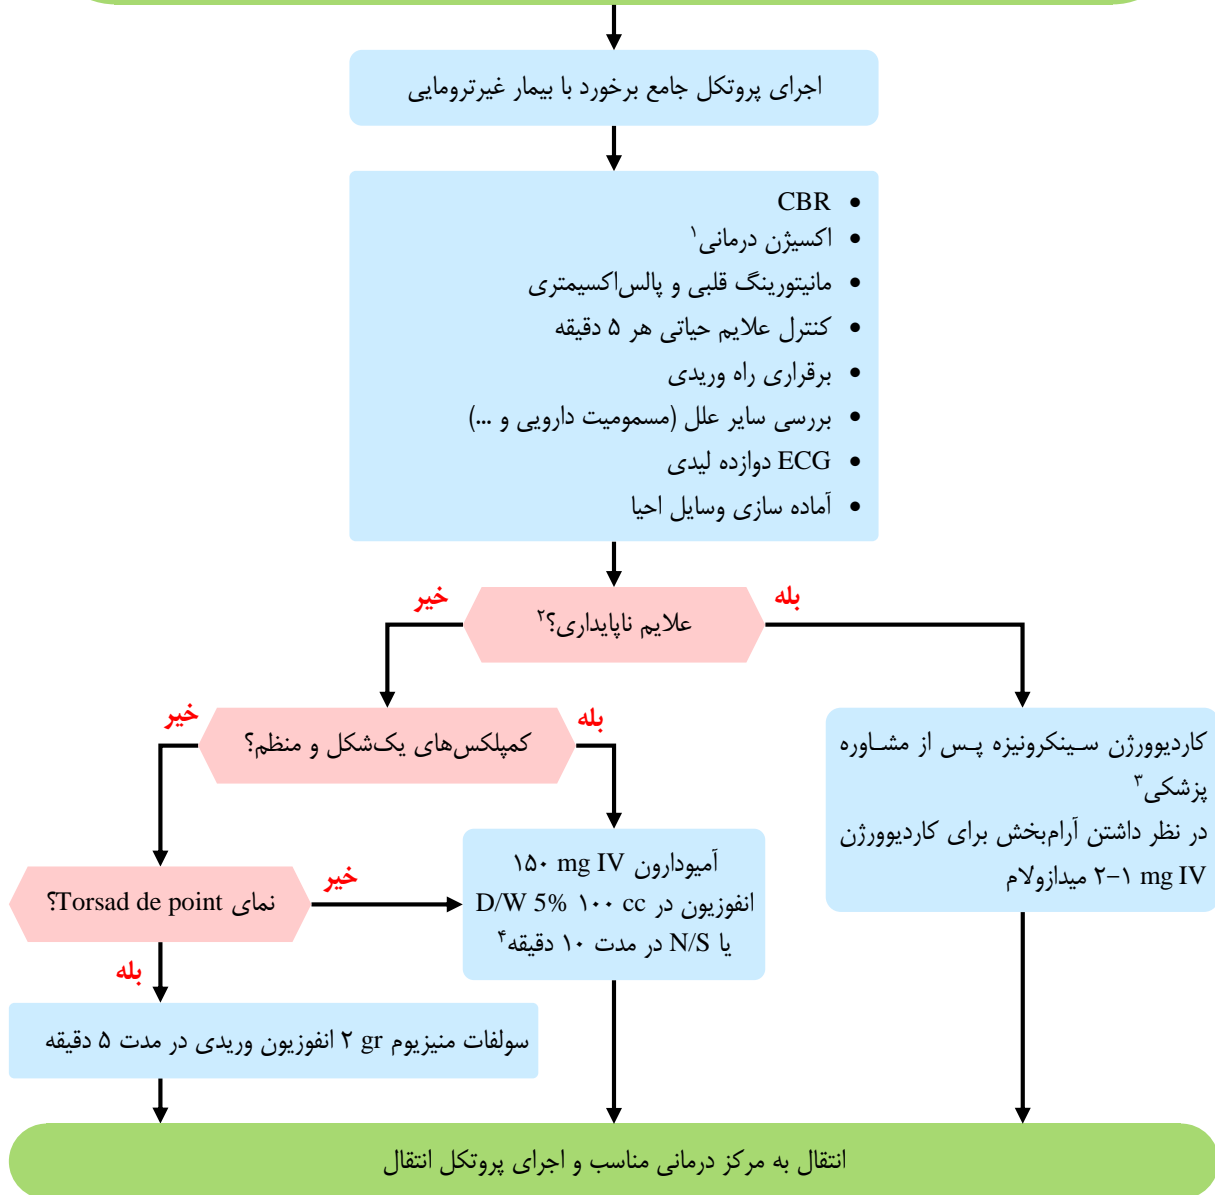 اجرای پروتکل جامع برخورد با بیمار غیرترومایی
• CBR
• اکسیژن درمانی۱
• مانیتورینگ قلبی و پالس‌اکسیمتری
• کنترل علایم حیاتی هر ۵ دقیقه
• برقراری راه وریدی
• بررسی سایر علل (مسمومیت دارویی و ...)
• ECG دوازده لیدی
• آماده سازی وسایل احیا
علایم ناپایداری؟۲
بله
خیر
کاردیوورژن سـینکرونیزه پـس از مشـاوره
پزشکی۳
در نظر داشتن آرام‌بخش برای کاردیوورژن
۲–۱ mg IV میدازولام
کمپلکس‌های یک‌شکل و منظم؟
بله
خیر
آمیودارون ۱۵۰ mg IV
انفوزیون در ۱۰۰ cc D/W 5%
یا N/S در مدت ۱۰ دقیقه۴
نمای Torsad de point؟
خیر
بله
سولفات منیزیوم ۲ gr انفوزیون وریدی در مدت ۵ دقیقه
انتقال به مرکز درمانی مناسب و اجرای پروتکل انتقال